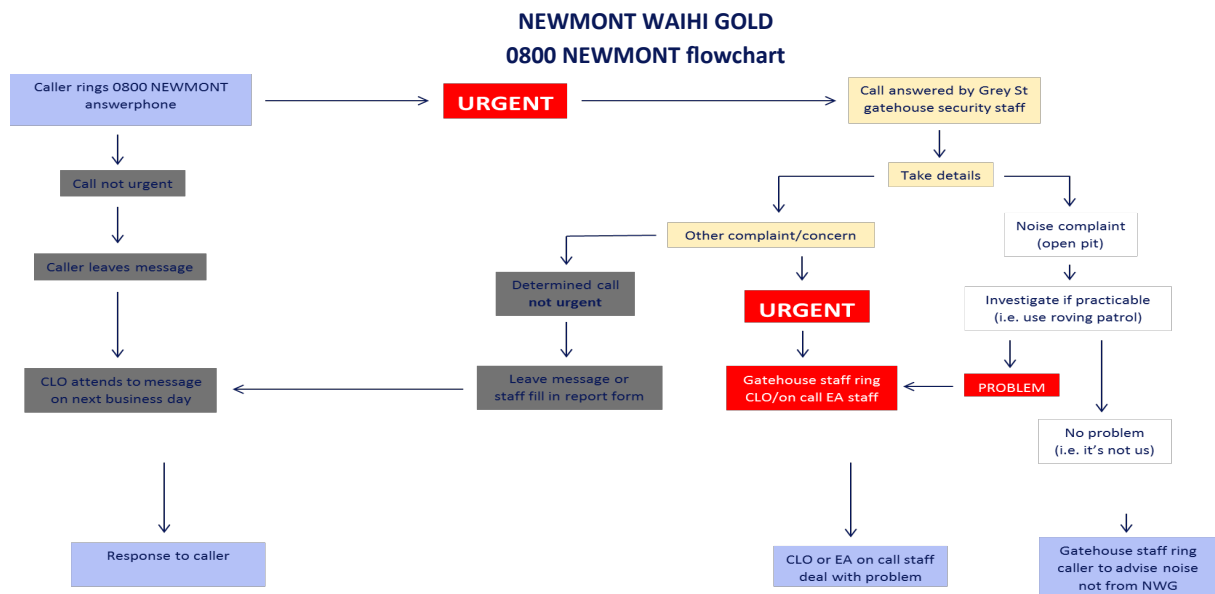 NEWMONT WAIHI GOLD
0800 NEWMONT flowchart
Caller rings 0800 NEWMONT
answerphone
URGENT
Call answered by Grey St
gatehouse security staff
Call not urgent
Take details
Other complaint/concern
Noise complaint
(open pit)
Caller leaves message
Determined call
not urgent
URGENT
Investigate if practicable
(i.e. use roving patrol)
CLO attends to message
on next business day
Leave message or
staff fill in report form
Gatehouse staff ring
CLO/on call EA staff
PROBLEM
No problem
(i.e. it's not us)
Response to caller
CLO or EA on call staff
deal with problem
Gatehouse staff ring
caller to advise noise
not from NWG